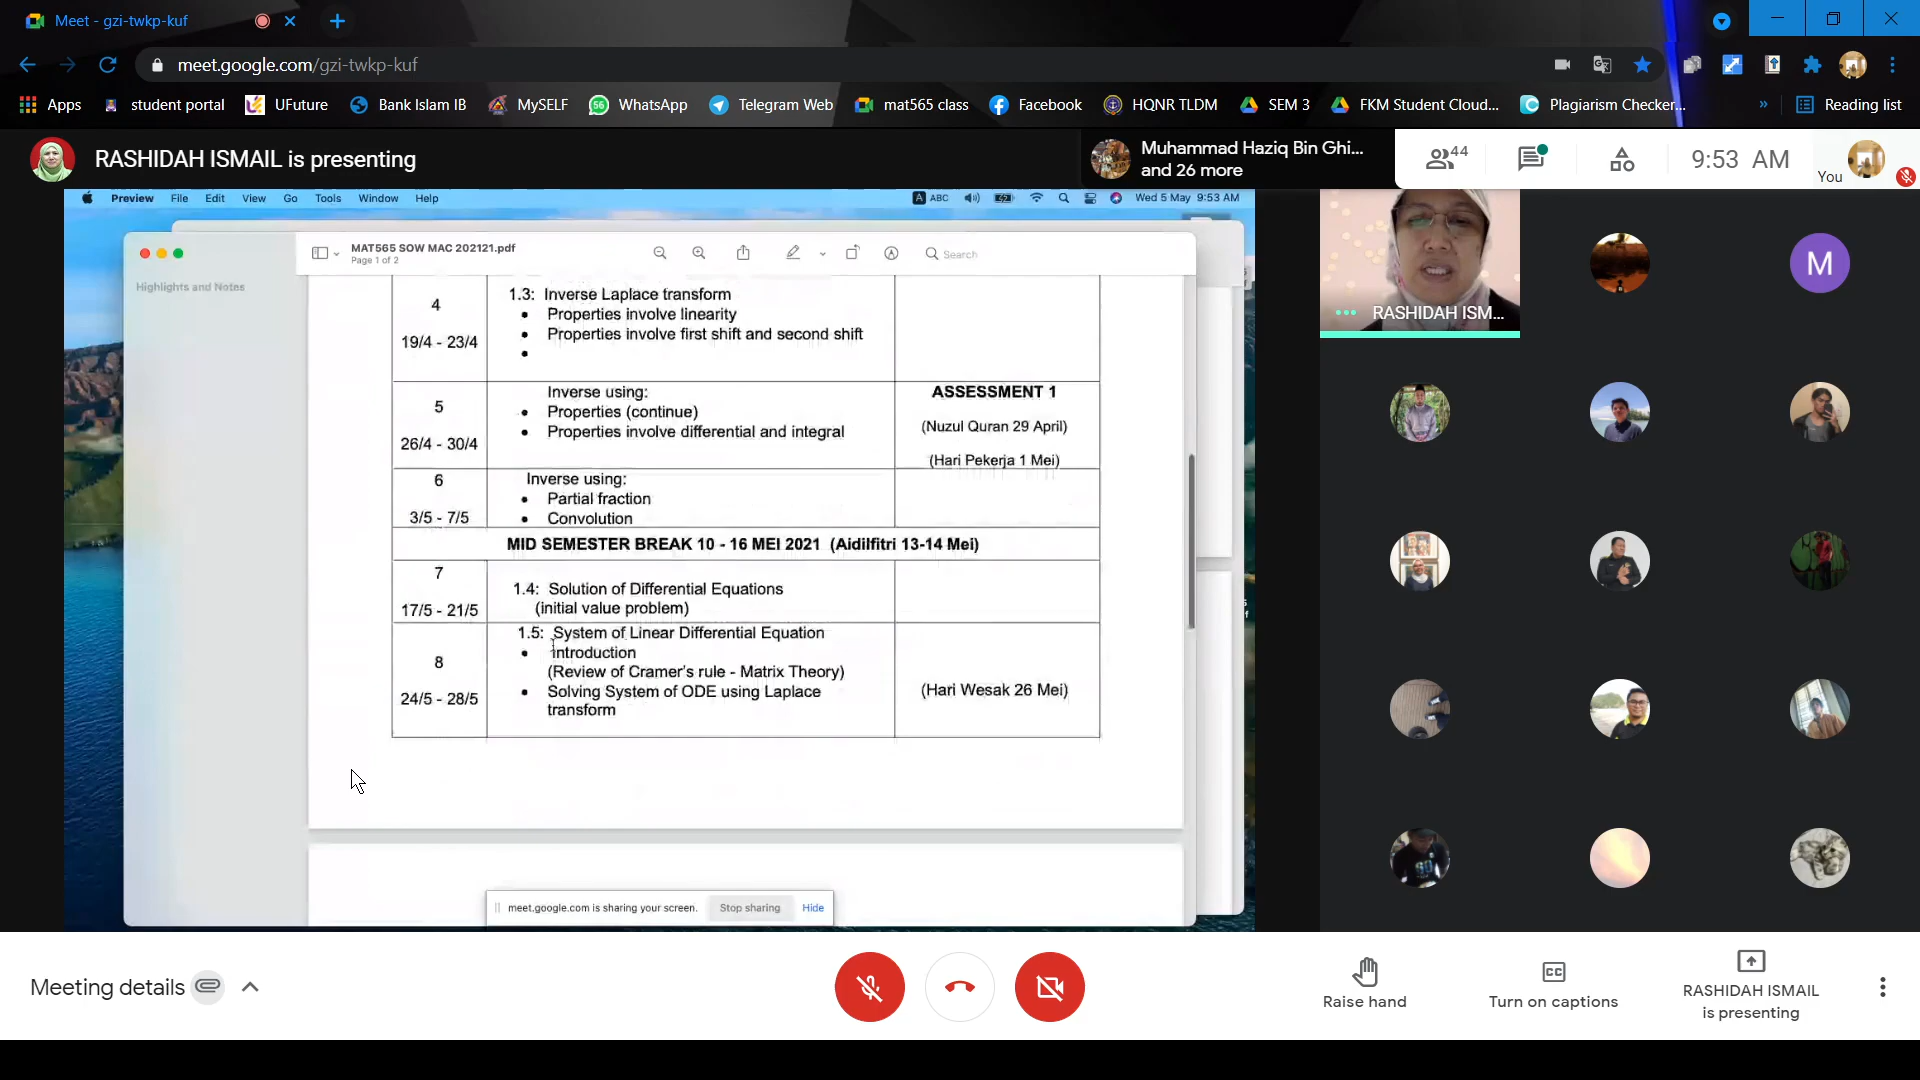 Meet - gzi-twkp-kuf
meet.google.com/gzi-twkp-kuf
Apps student portal UFuture Bank Islam IB MySELF 56 WhatsApp Telegram Web mat565 class Facebook HQNR TLDM SEM 3 FKM Student Cloud... Plagiarism Checker... » Reading list
RASHIDAH ISMAIL is presenting
Muhammad Haziq Bin Ghi...
and 26 more
44
9:53 AM
You
Preview File Edit View Go Tools Window Help
A ABC
Wed 5 May 9:53 AM
MAT565 SOW MAC 202121.pdf
Page 1 of 2
Search
Highlights and Notes
4
19/4 - 23/4
1.3: Inverse Laplace transform
• Properties involve linearity
• Properties involve first shift and second shift
•
5
26/4 - 30/4
Inverse using:
• Properties (continue)
• Properties involve differential and integral
ASSESSMENT 1
(Nuzul Quran 29 April)
(Hari Pekerja 1 Mei)
6
3/5 - 7/5
Inverse using:
• Partial fraction
• Convolution
MID SEMESTER BREAK 10 - 16 MEI 2021 (Aidilfitri 13-14 Mei)
7
17/5 - 21/5
1.4: Solution of Differential Equations
(initial value problem)
8
24/5 - 28/5
1.5: System of Linear Differential Equation
• Introduction
(Review of Cramer's rule - Matrix Theory)
• Solving System of ODE using Laplace
transform
(Hari Wesak 26 Mei)
meet.google.com is sharing your screen. Stop sharing Hide
RASHIDAH ISM...
M
Meeting details
Raise hand
Turn on captions
RASHIDAH ISMAIL
is presenting